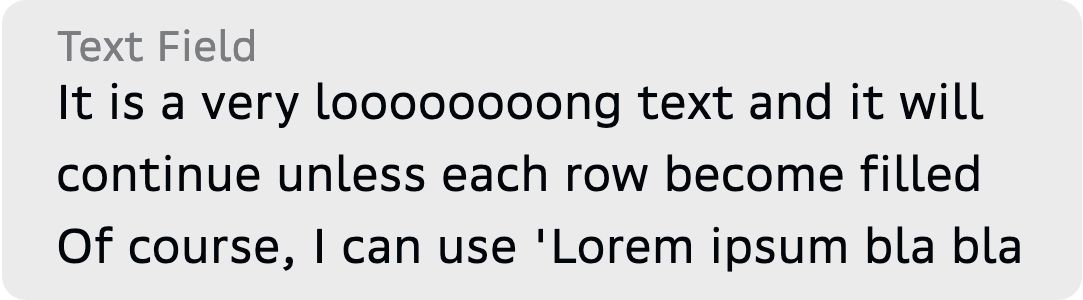 Text Field
It is a very looooooooong text and it will
continue unless each row become filled
Of course, I can use 'Lorem ipsum bla bla